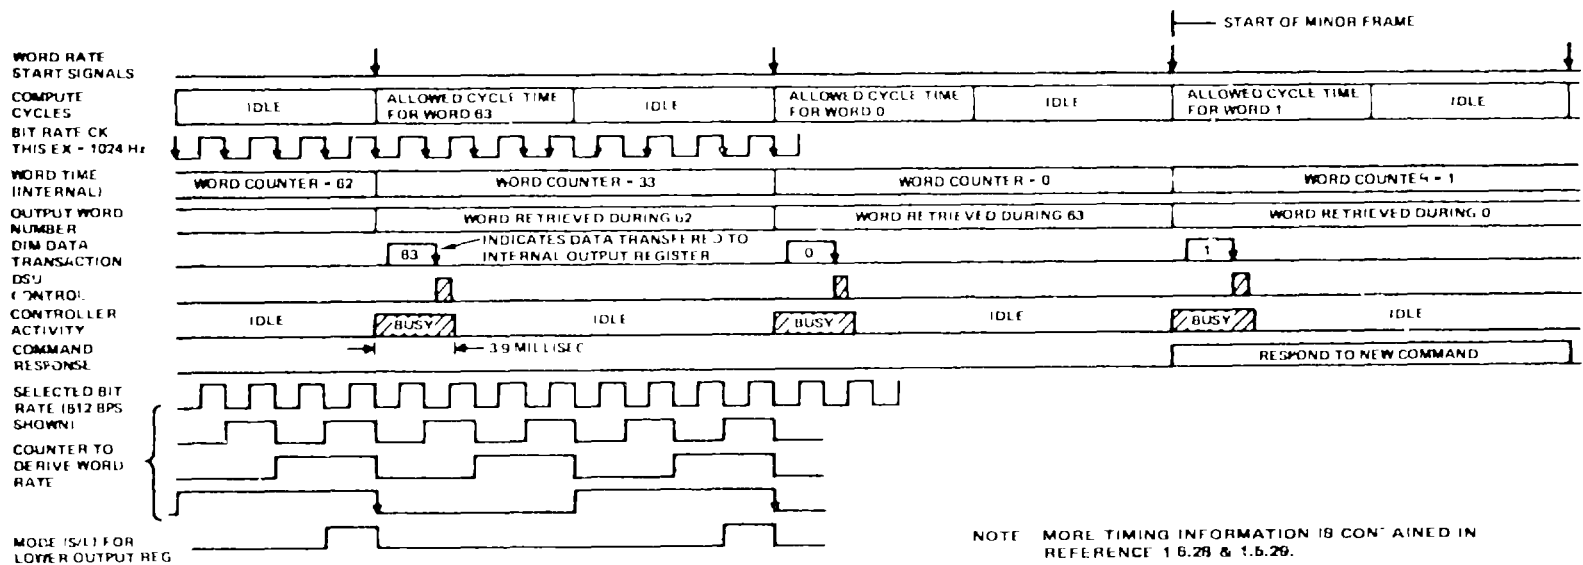 START OF MINOR FRAME
WORD RATE
START SIGNALS
COMPUTE
CYCLES
IDLE
ALLOWED CYCLE TIME
FOR WORD 63
IDLE
ALLOWED CYCLE TIME
FOR WORD 0
IDLE
ALLOWED CYCLE TIME
FOR WORD 1
IDLE
BIT RATE CK
THIS EX = 1024 Hz
WORD TIME
(INTERNAL)
WORD COUNTER = 62
WORD COUNTER = 33
WORD COUNTER = 0
WORD COUNTER = 1
OUTPUT WORD
NUMBER
WORD RETRIEVED DURING 62
WORD RETRIEVED DURING 63
WORD RETRIEVED DURING 0
DIM DATA
TRANSACTION
63
INDICATES DATA TRANSFERED TO
INTERNAL OUTPUT REGISTER
0
1
DSU
CONTROL
CONTROLLER
ACTIVITY
IDLE
BUSY
IDLE
BUSY
IDLE
BUSY
IDLE
3.9 MILLISEC
COMMAND
RESPONSE
RESPOND TO NEW COMMAND
SELECTED BIT
RATE (512 BPS
SHOWN)
COUNTER TO
DERIVE WORD
RATE
MODE (S/L) FOR
LOWER OUTPUT REG
NOTE MORE TIMING INFORMATION IS CONTAINED IN
REFERENCE 1.5.28 & 1.5.29.